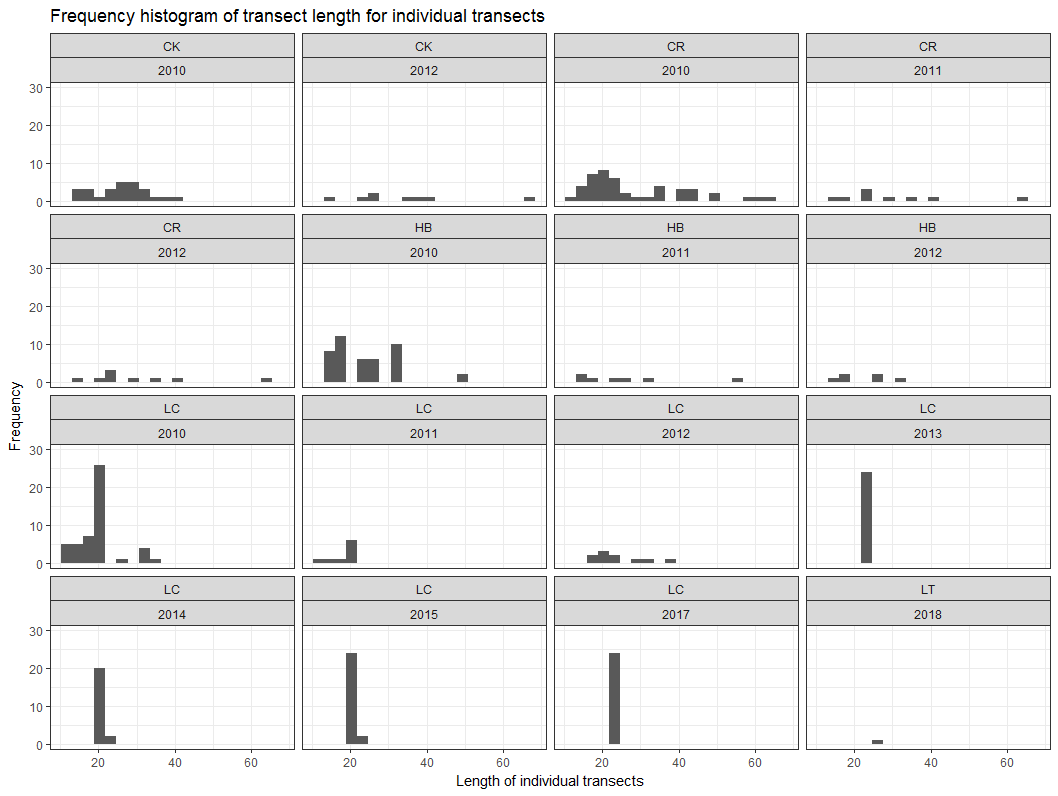 Frequency histogram of transect length for individual transects
CK CK CR CR
2010 2012 2010 2011
30
20
10
0
CR HB HB HB
2012 2010 2011 2012
30
20
10
0
Frequency
LC LC LC LC
2010 2011 2012 2013
30
20
10
0
LC LC LC LT
2014 2015 2017 2018
30
20
10
0
20 40 60 20 40 60 20 40 60 20 40 60
Length of individual transects